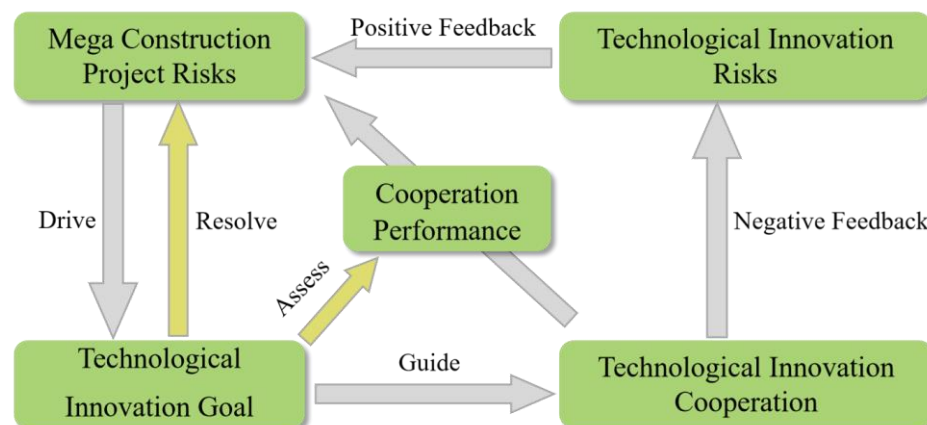 Mega Construction
Project Risks
Positive Feedback
Technological Innovation
Risks
Drive
Resolve
Cooperation
Performance
Negative Feedback
Assess
Technological
Innovation Goal
Guide
Technological Innovation
Cooperation